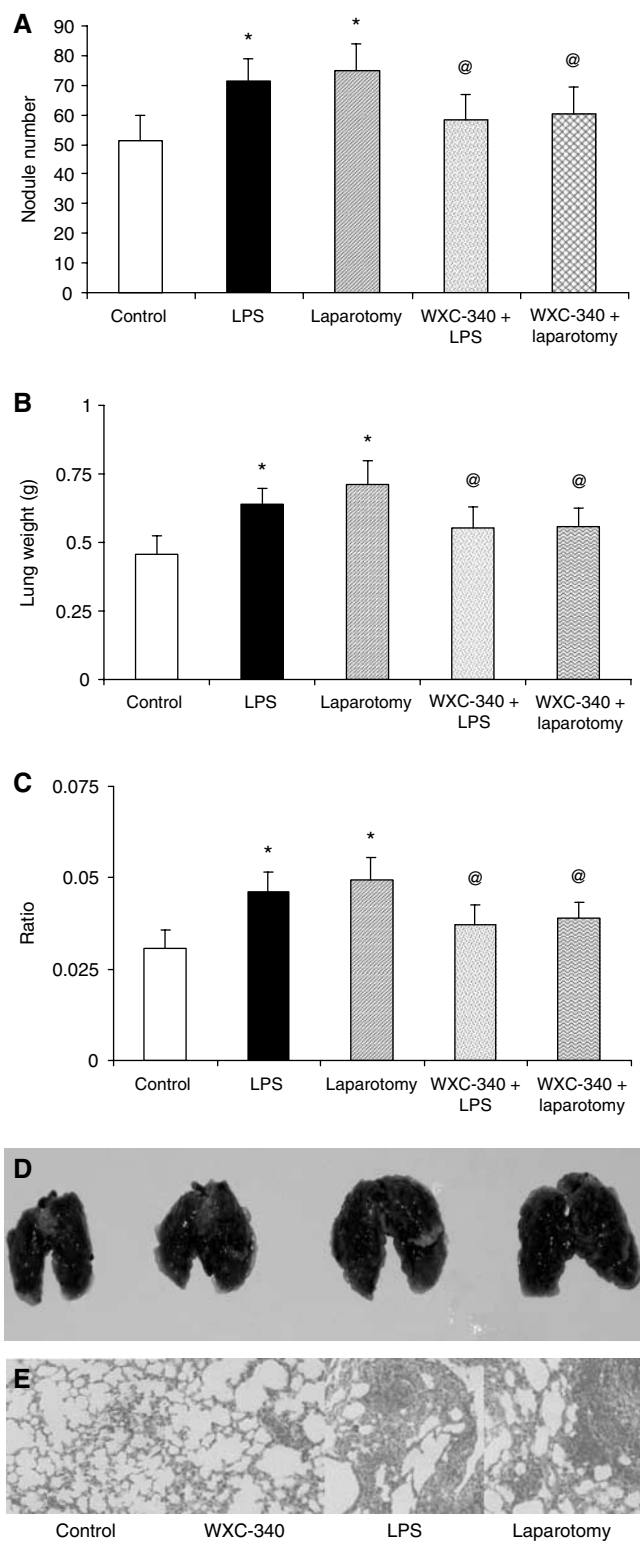 A
Nodule number
90
80
70
60
50
40
30
20
10
0
*
*
@
@
Control
LPS
Laparotomy
WXC-340 +
LPS
WXC-340 +
laparotomy
B
Lung weight (g)
1
0.75
0.5
0.25
0
*
*
@
@
Control
LPS
Laparotomy
WXC-340 +
LPS
WXC-340 +
laparotomy
C
Ratio
0.075
0.05
0.025
0
*
*
@
@
Control
LPS
Laparotomy
WXC-340 +
LPS
WXC-340 +
laparotomy
D
E
Control
WXC-340
LPS
Laparotomy